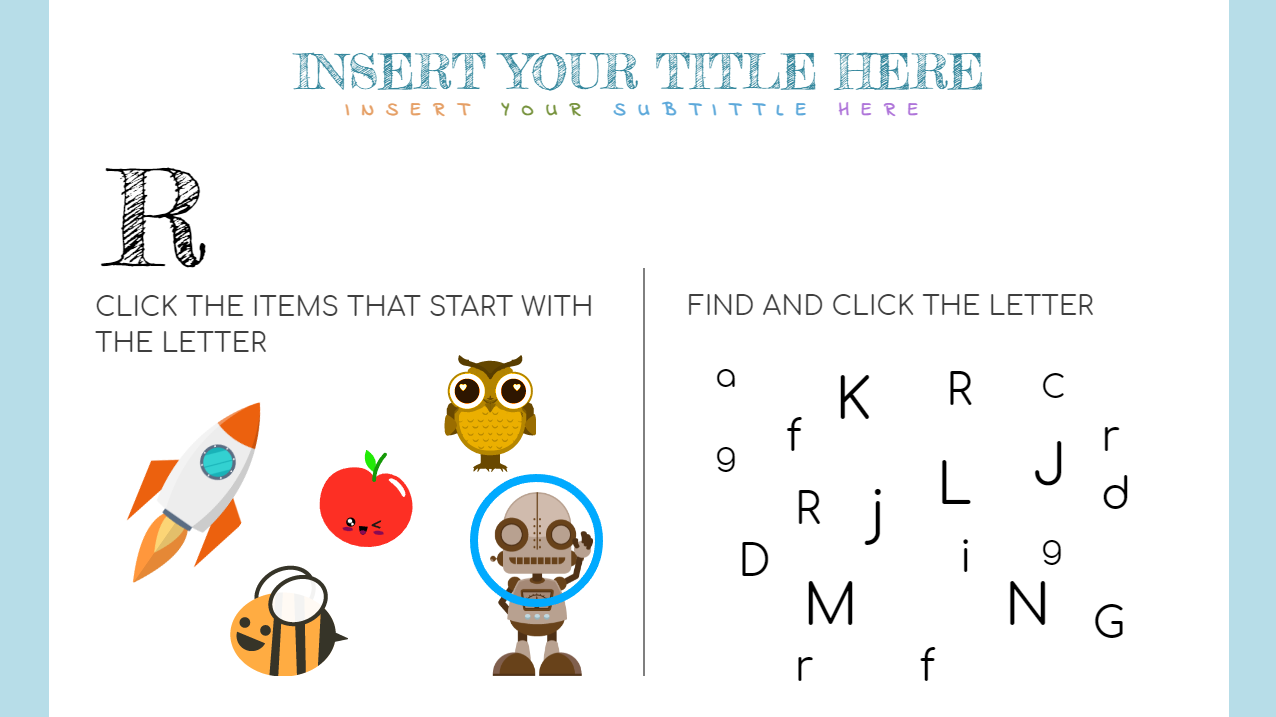 INSERT YOUR TITLE HERE
INSERT YOUR SUBTITTLE HERE
R
CLICK THE ITEMS THAT START WITH
THE LETTER
FIND AND CLICK THE LETTER
a K R C
f r
g L J d
R j
D i g
M N G
r f